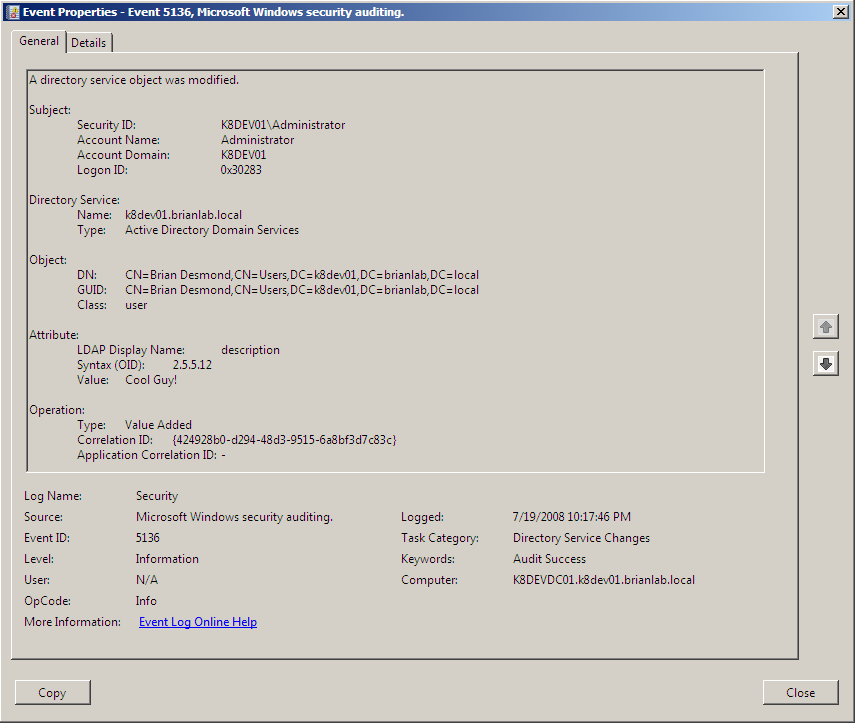 Event Properties - Event 5136, Microsoft Windows security auditing.
General Details
A directory service object was modified.
Subject:
Security ID: K8DEV01\Administrator
Account Name: Administrator
Account Domain: K8DEV01
Logon ID: 0x30283
Directory Service:
Name: k8dev01.brianlab.local
Type: Active Directory Domain Services
Object:
DN: CN=Brian Desmond,CN=Users,DC=k8dev01,DC=brianlab,DC=local
GUID: CN=Brian Desmond,CN=Users,DC=k8dev01,DC=brianlab,DC=local
Class: user
Attribute:
LDAP Display Name: description
Syntax (OID): 2.5.5.12
Value: Cool Guy!
Operation:
Type: Value Added
Correlation ID: {424928b0-d294-48d3-9515-6a8bf3d7c83c}
Application Correlation ID: -
Log Name: Security
Source: Microsoft Windows security auditing. Logged: 7/19/2008 10:17:46 PM
Event ID: 5136 Task Category: Directory Service Changes
Level: Information Keywords: Audit Success
User: N/A Computer: K8DEVDC01.k8dev01.brianlab.local
OpCode: Info
More Information: Event Log Online Help
Copy Close